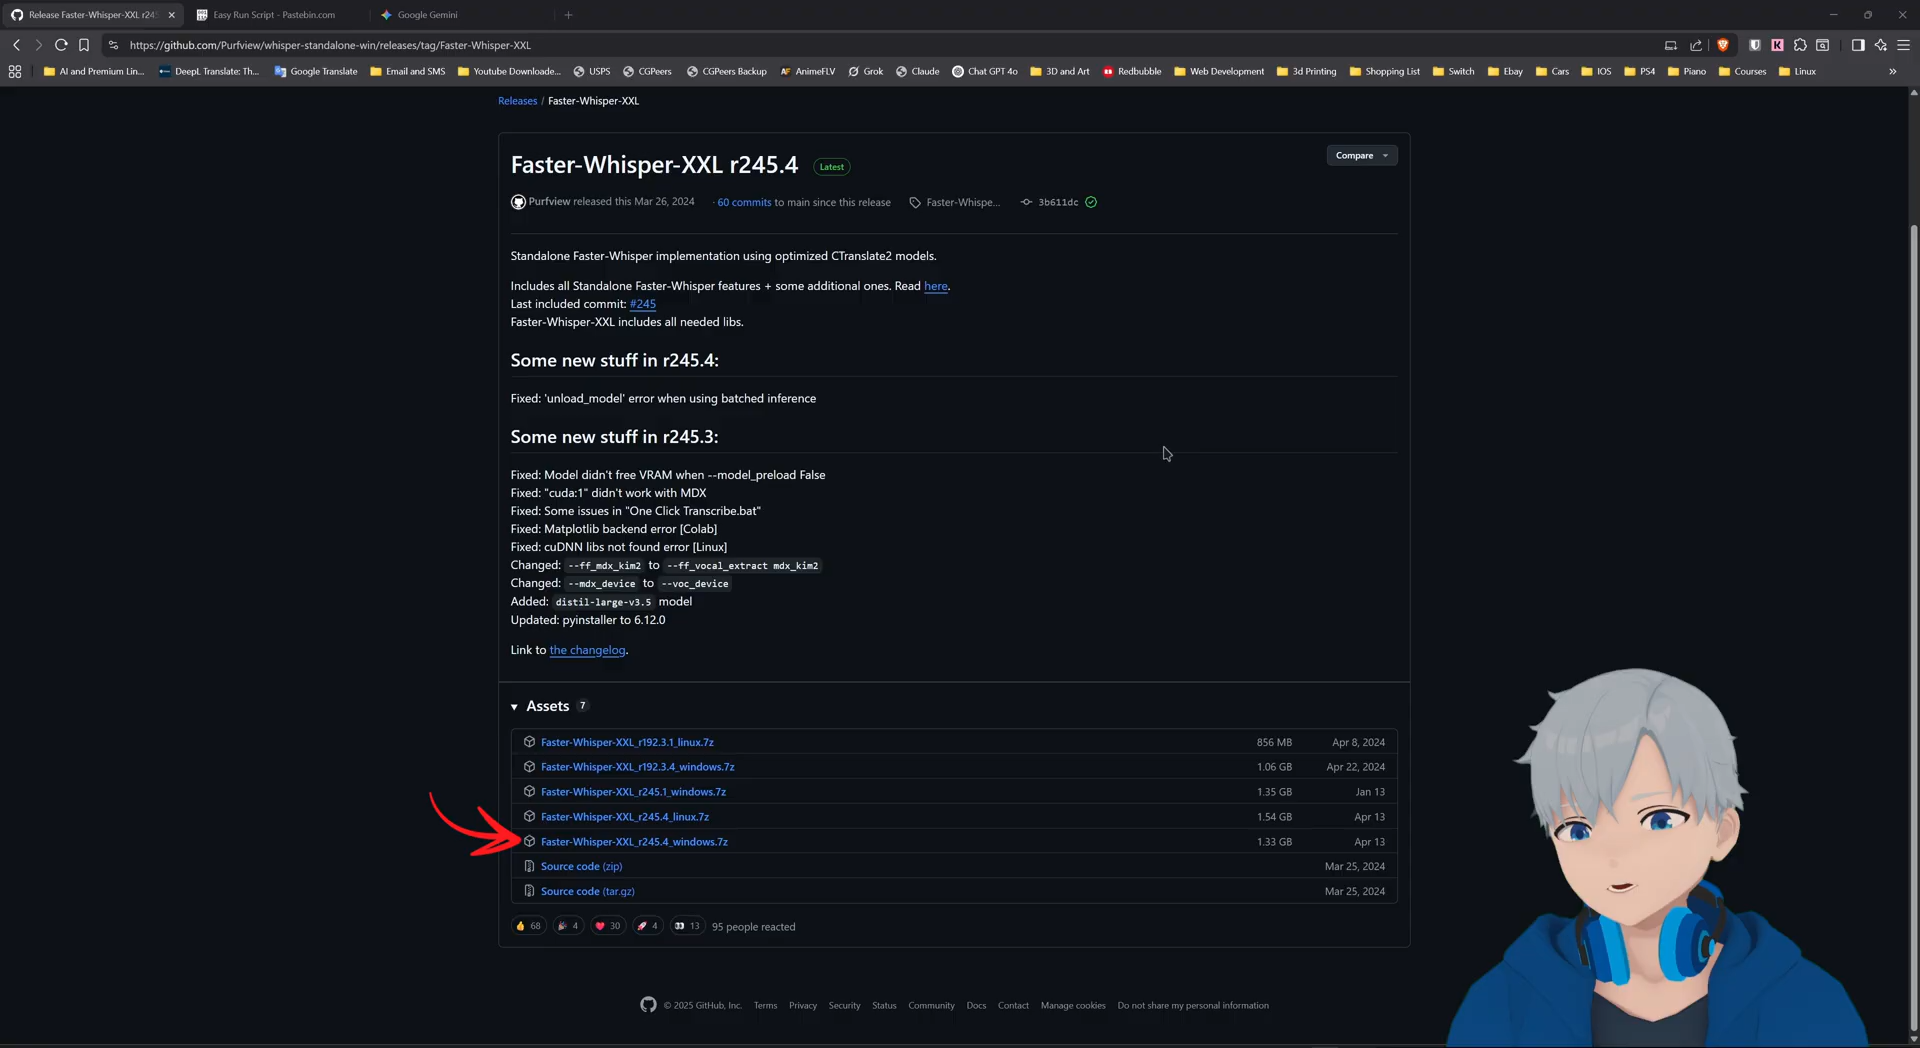 Release Faster-Whisper-XXL r245
Easy Run Script - Pastebin.com
Google Gemini
https://github.com/Purfview/whisper-standalone-win/releases/tag/Faster-Whisper-XXL
AI and Premium Lin...
DeepL Translate: Th...
Google Translate
Email and SMS
Youtube Downloade...
USPS
CGPeers
CGPeers Backup
AnimeFLV
Grok
Claude
Chat GPT 4o
3D and Art
Redbubble
Web Development
3d Printing
Shopping List
Switch
Ebay
Cars
IOS
PS4
Piano
Courses
Linux
Releases / Faster-Whisper-XXL
Faster-Whisper-XXL r245.4 Latest
Compare
Purfview released this Mar 26, 2024 · 60 commits to main since this release Faster-Whispe... 3b611dc
Standalone Faster-Whisper implementation using optimized CTranslate2 models.
Includes all Standalone Faster-Whisper features + some additional ones. Read here.
Last included commit: #245
Faster-Whisper-XXL includes all needed libs.
Some new stuff in r245.4:
Fixed: 'unload_model' error when using batched inference
Some new stuff in r245.3:
Fixed: Model didn't free VRAM when --model_preload False
Fixed: "cuda:1" didn't work with MDX
Fixed: Some issues in "One Click Transcribe.bat"
Fixed: Matplotlib backend error [Colab]
Fixed: cuDNN libs not found error [Linux]
Changed: --ff_mdx_kim2 to --ff_vocal_extract mdx_kim2
Changed: --mdx_device to --voc_device
Added: distil-large-v3.5 model
Updated: pyinstaller to 6.12.0
Link to the changelog.
Assets 7
Faster-Whisper-XXL_r192.3.1_linux.7z 856 MB Apr 8, 2024
Faster-Whisper-XXL_r192.3.4_windows.7z 1.06 GB Apr 22, 2024
Faster-Whisper-XXL_r245.1_windows.7z 1.35 GB Jan 13
Faster-Whisper-XXL_r245.4_linux.7z 1.54 GB Apr 13
Faster-Whisper-XXL_r245.4_windows.7z 1.33 GB Apr 13
Source code (zip) Mar 25, 2024
Source code (tar.gz) Mar 25, 2024
68 4 30 4 13 95 people reacted
© 2025 GitHub, Inc. Terms Privacy Security Status Community Docs Contact Manage cookies Do not share my personal information